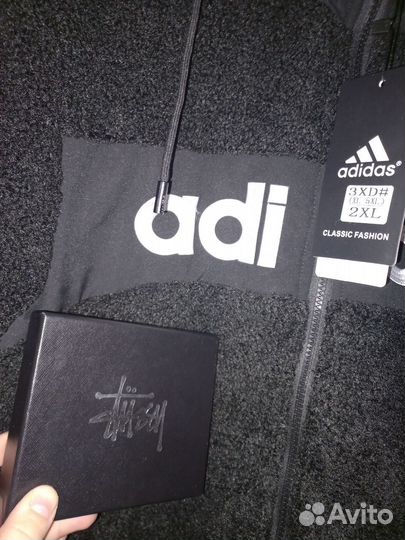 adi
adidas®
3XD#
(XL 5XL)
2XL
CLASSIC FASHION
Stüssy
Avito